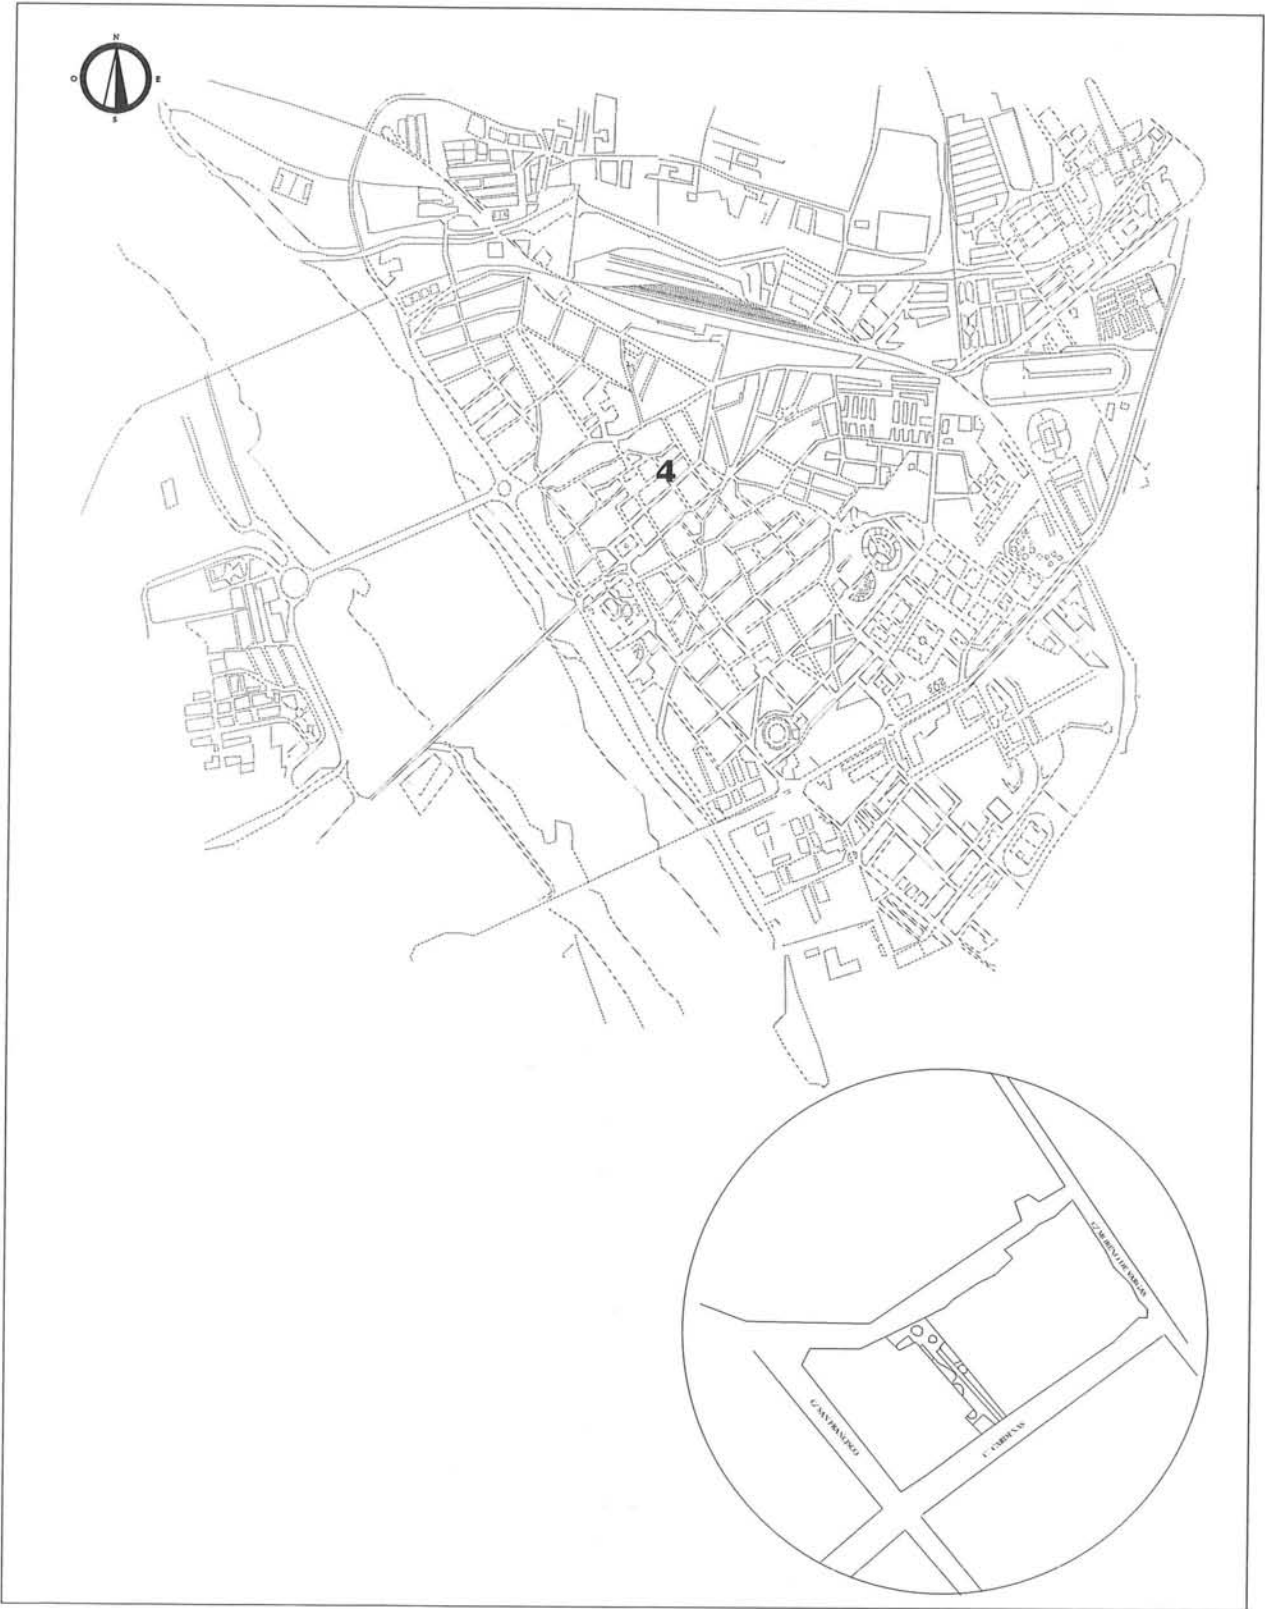 N
O E
S
4
C/ MORENO DE VARGAS
C/ SAN FRANCISCO
C/ CARDENAS